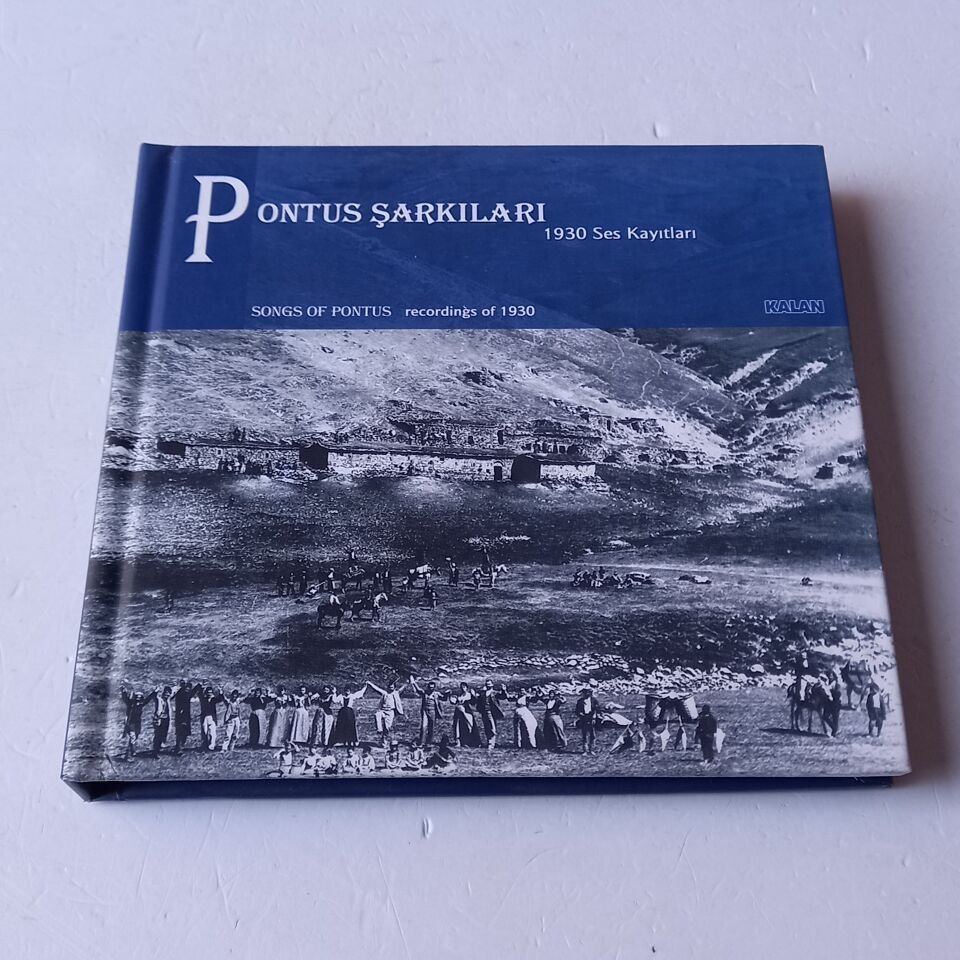 PONTUS ŞARKILARI
1930 Ses Kayıtları
SONGS OF PONTUS recordings of 1930
KALAN